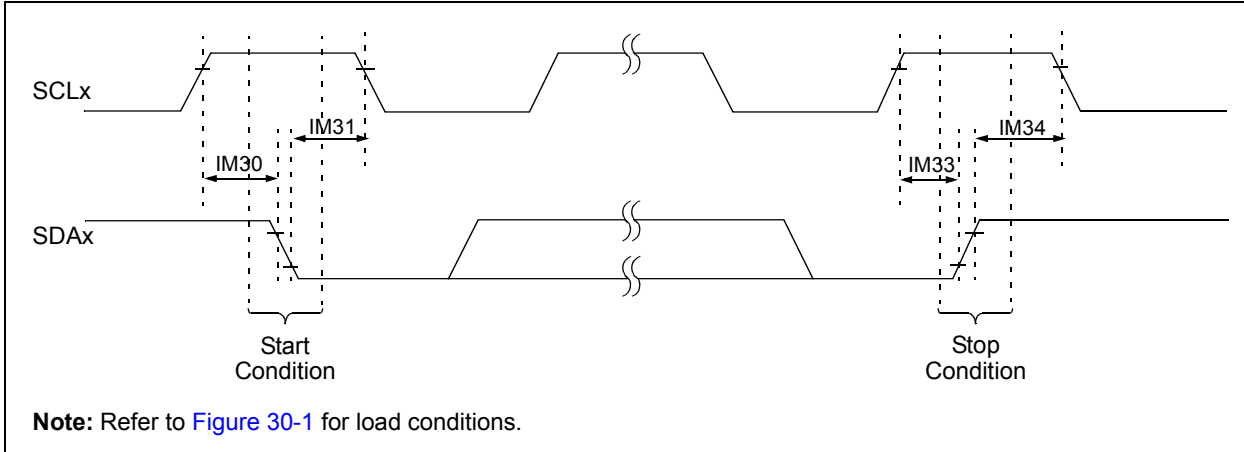 SCLx
IM31
IM34
IM30
IM33
SDAx
Start
Condition
Stop
Condition
Note: Refer to Figure 30-1 for load conditions.